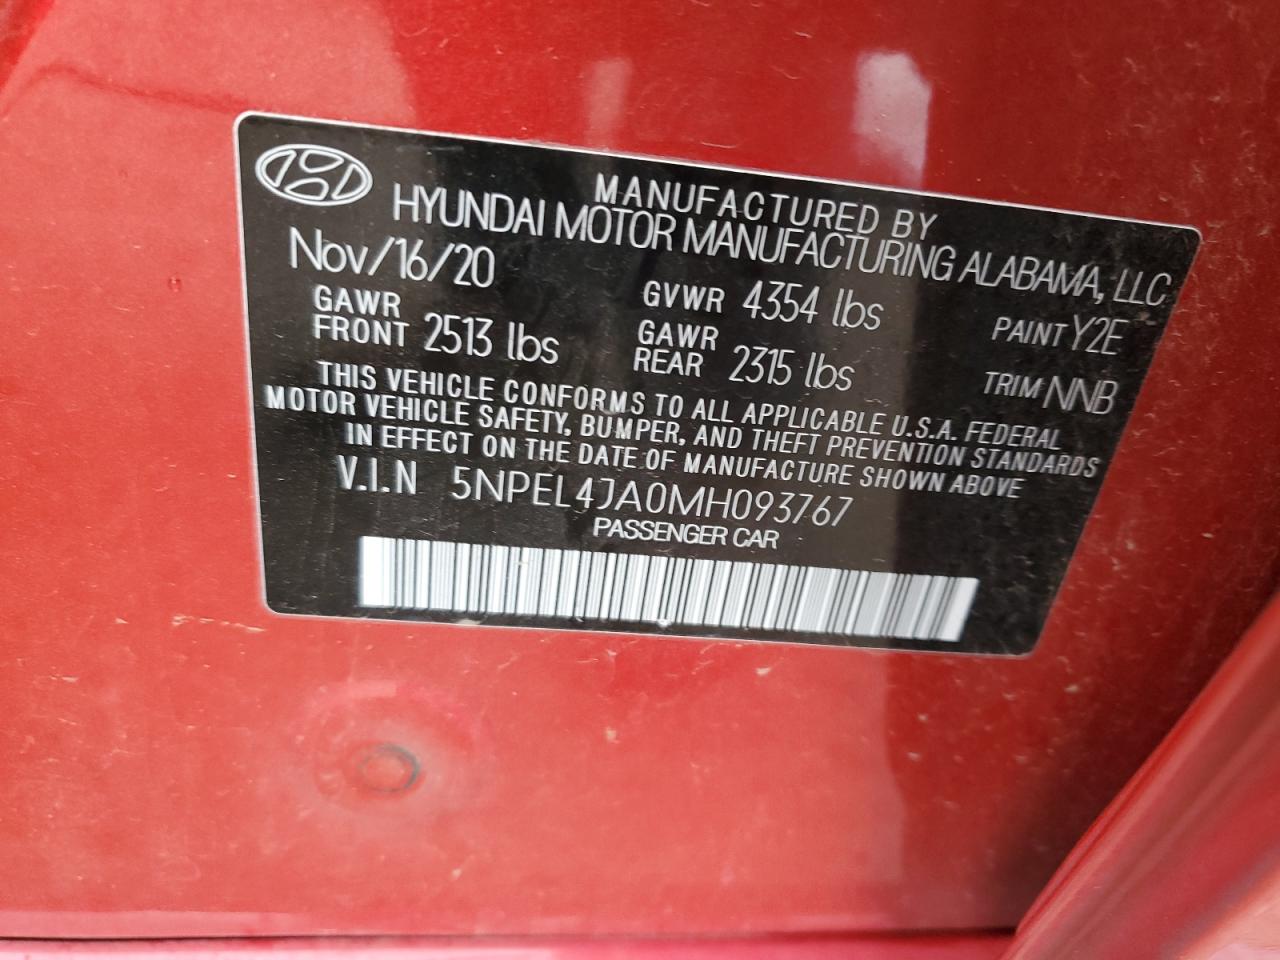 MANUFACTURED BY
HYUNDAI MOTOR MANUFACTURING ALABAMA, LLC
Nov/16/20 GVWR 4354 lbs PAINT Y2E
GAWR FRONT 2513 lbs GAWR REAR 2315 lbs TRIM NNB
THIS VEHICLE CONFORMS TO ALL APPLICABLE U.S.A. FEDERAL
MOTOR VEHICLE SAFETY, BUMPER, AND THEFT PREVENTION STANDARDS
IN EFFECT ON THE DATE OF MANUFACTURE SHOWN ABOVE
V.I.N 5NPEL4JA0MH093767
PASSENGER CAR